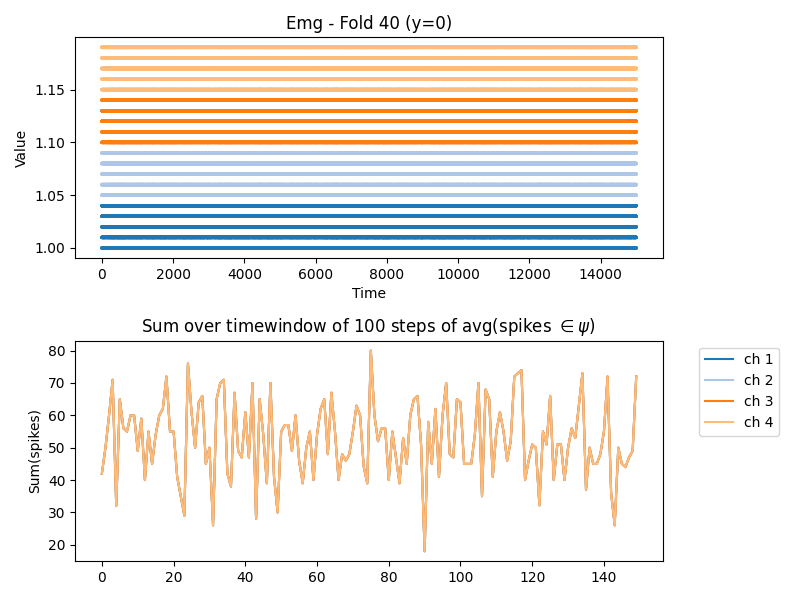 Emg - Fold 40 (y=0)
Value
1.15
1.10
1.05
1.00
0 2000 4000 6000 8000 10000 12000 14000
Time
Sum over timewindow of 100 steps of avg(spikes ∈ψ)
Sum(spikes)
80
70
60
50
40
30
20
0 20 40 60 80 100 120 140
ch 1
ch 2
ch 3
ch 4